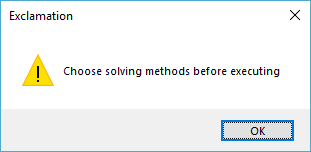 Exclamation
Choose solving methods before executing
OK